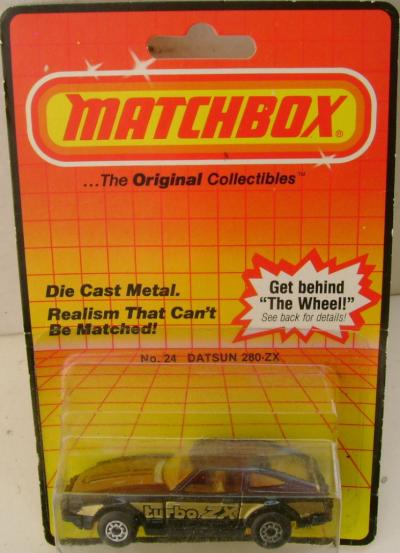 MATCHBOX®
...The Original Collectibles™
Die Cast Metal.
Realism That Can't
Be Matched!
Get behind
"The Wheel!"
See back for details!
No. 24 DATSUN 280-ZX
turbo ZX